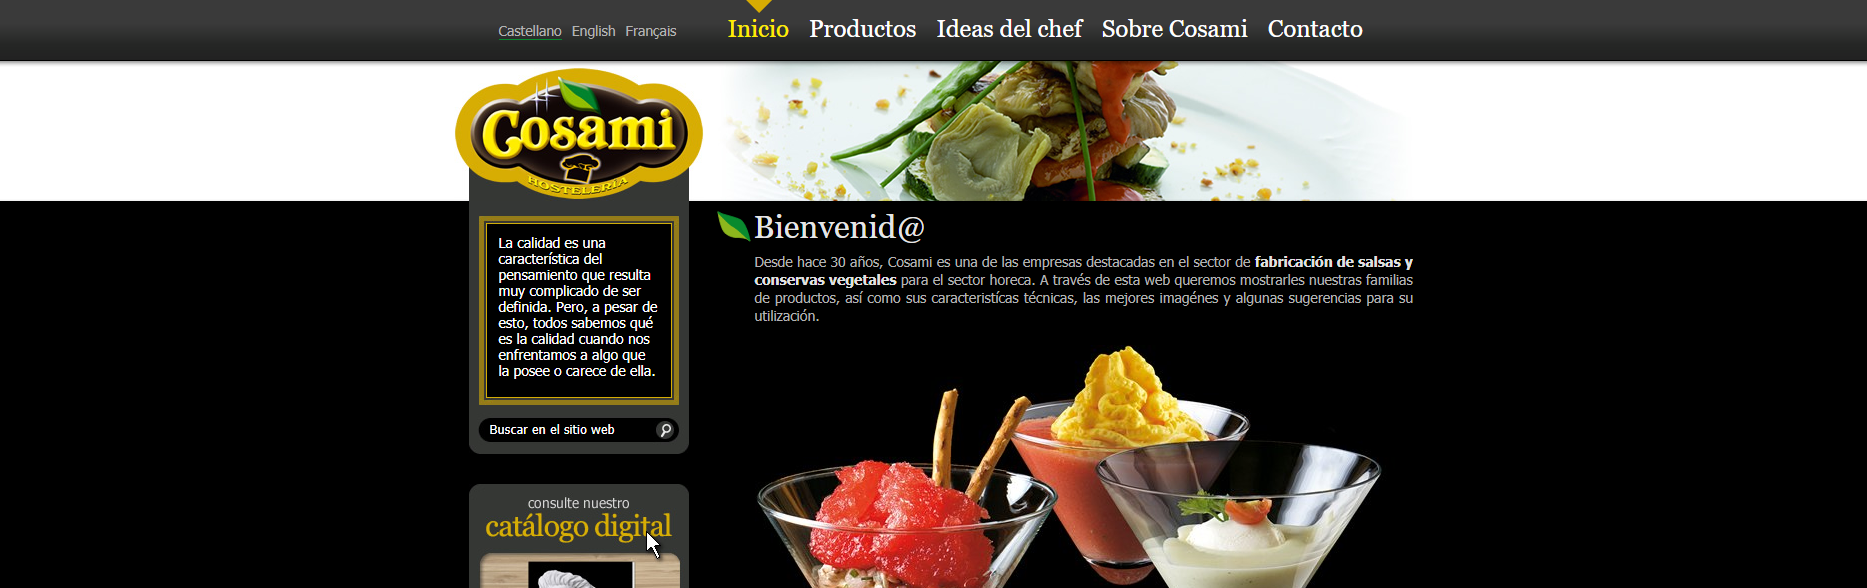 Castellano English Français
Inicio Productos Ideas del chef Sobre Cosami Contacto
Cosami
HOSTELERÍA
La calidad es una
característica del
pensamiento que resulta
muy complicado de ser
definida. Pero, a pesar de
esto, todos sabemos qué
es la calidad cuando nos
enfrentamos a algo que
la posee o carece de ella.
Buscar en el sitio web
consulte nuestro
catálogo digital
Bienvenid@
Desde hace 30 años, Cosami es una de las empresas destacadas en el sector de fabricación de salsas y
conservas vegetales para el sector horeca. A través de esta web queremos mostrarles nuestras familias
de productos, así como sus caracteristícas técnicas, las mejores imagénes y algunas sugerencias para su
utilización.